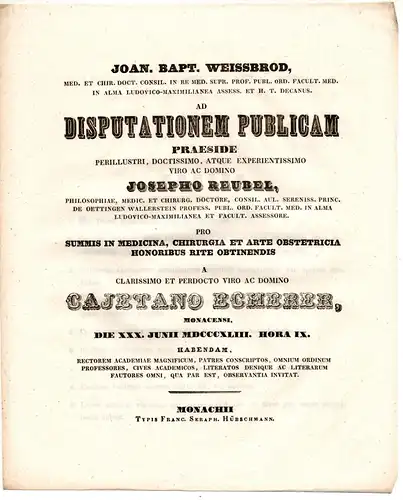 JOAN. BAPT. WEISSBROD,
MED. ET CHIR. DOCT. CONSIL. IN RE MED. SUPR. PROF. PUBL. ORD. FACULT. MED.
IN ALMA LUDOVICO-MAXIMILIANEA ASSESS. ET H. T. DECANUS.
AD
DISPUTATIONEM PUBLICAM
PRAESIDE
PERILLUSTRI, DOCTISSIMO, ATQUE EXPERIENTISSIMO
VIRO AC DOMINO
JOSEPHO REUBEL,
PHILOSOPHIAE, MEDIC. ET CHIRURG. DOCTORE, CONSIL. AUL. SERENISS. PRINC.
DE OETTINGEN WALLERSTEIN PROFESS. PUBL. ORD. FACULT. MED. IN ALMA
LUDOVICO-MAXIMILIANEA ET FACULT. ASSESSORE.
PRO
SUMMIS IN MEDICINA, CHIRURGIA ET ARTE OBSTETRICIA
HONORIBUS RITE OBTINENDIS
A
CLARISSIMO ET PERDOCTO VIRO AC DOMINO
CAJETANO ECHERER,
MONACENSI,
DIE XXX. JUNII MDCCCXLIII. HORA IX.
HABENDAM,
RECTOREM ACADEMIAE MAGNIFICUM, PATRES CONSCRIPTOS, OMNIUM ORDINUM
PROFESSORES, CIVES ACADEMICOS, LITERATOS DENIQUE AC LITERARUM
FAUTORES OMNI, QUA PAR EST, OBSERVANTIA INVITAT.
MONACHII
TYPIS FRANC. SERAPH. HÜBSCHMANN.